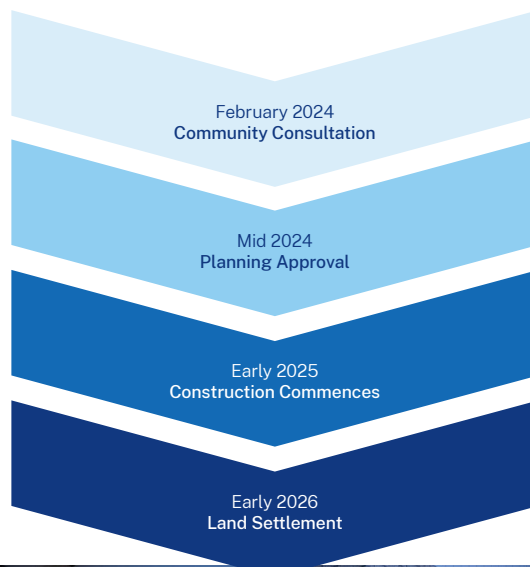 February 2024
Community Consultation
Mid 2024
Planning Approval
Early 2025
Construction Commences
Early 2026
Land Settlement